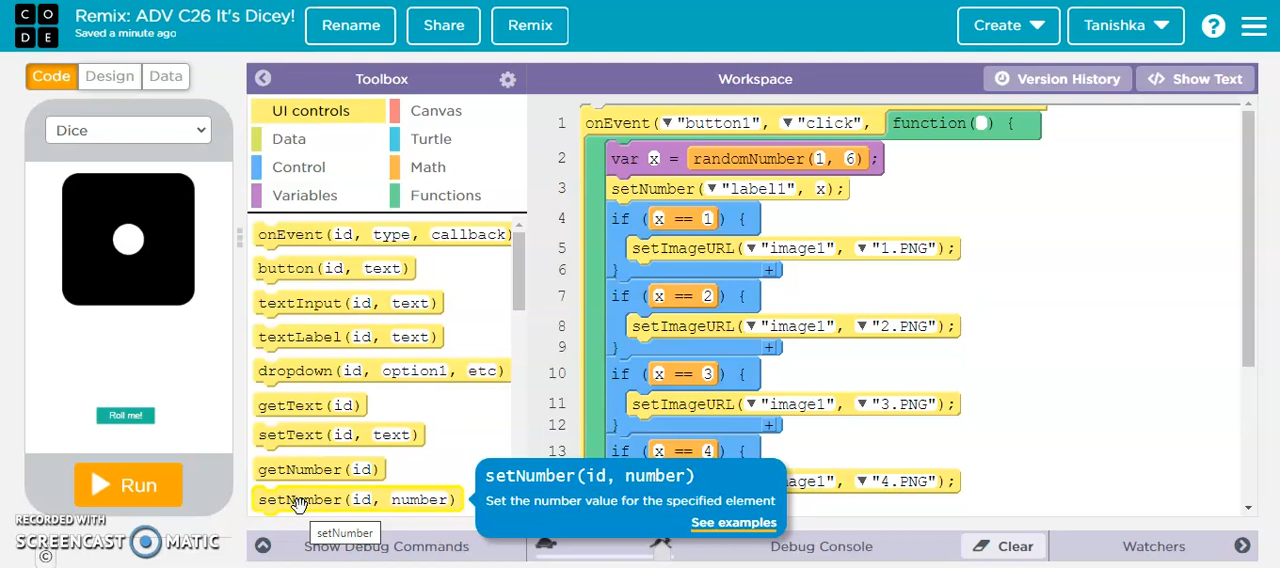 CO
DE
Remix: ADV C26 It's Dicey!
Saved a minute ago
Rename
Share
Remix
Create
Tanishka
?
Code
Design
Data
Toolbox
Workspace
Version History
</> Show Text
Dice
Roll me!
Run
UI controls
Canvas
Data
Turtle
Control
Math
Variables
Functions
onEvent(id, type, callback)
button(id, text)
textInput(id, text)
textLabel(id, text)
dropdown(id, option1, etc)
getText(id)
setText(id, text)
getNumber(id)
setNumber(id, number)
setNumber
setNumber(id, number)
Set the number value for the specified element
See examples
1 onEvent(▼"button1", ▼"click", function( ) {
2 var x = randomNumber(1, 6);
3 setNumber(▼"label1", x);
4 if (x == 1) {
5 setImageURL(▼"image1", ▼"1.PNG");
6 } +
7 if (x == 2) {
8 setImageURL(▼"image1", ▼"2.PNG");
9 } +
10 if (x == 3) {
11 setImageURL(▼"image1", ▼"3.PNG");
12 } +
13 if (x == 4) {
age1", ▼"4.PNG");
RECORDED WITH
SCREENCAST MATIC
©
Show Debug Commands
Debug Console
Clear
Watchers